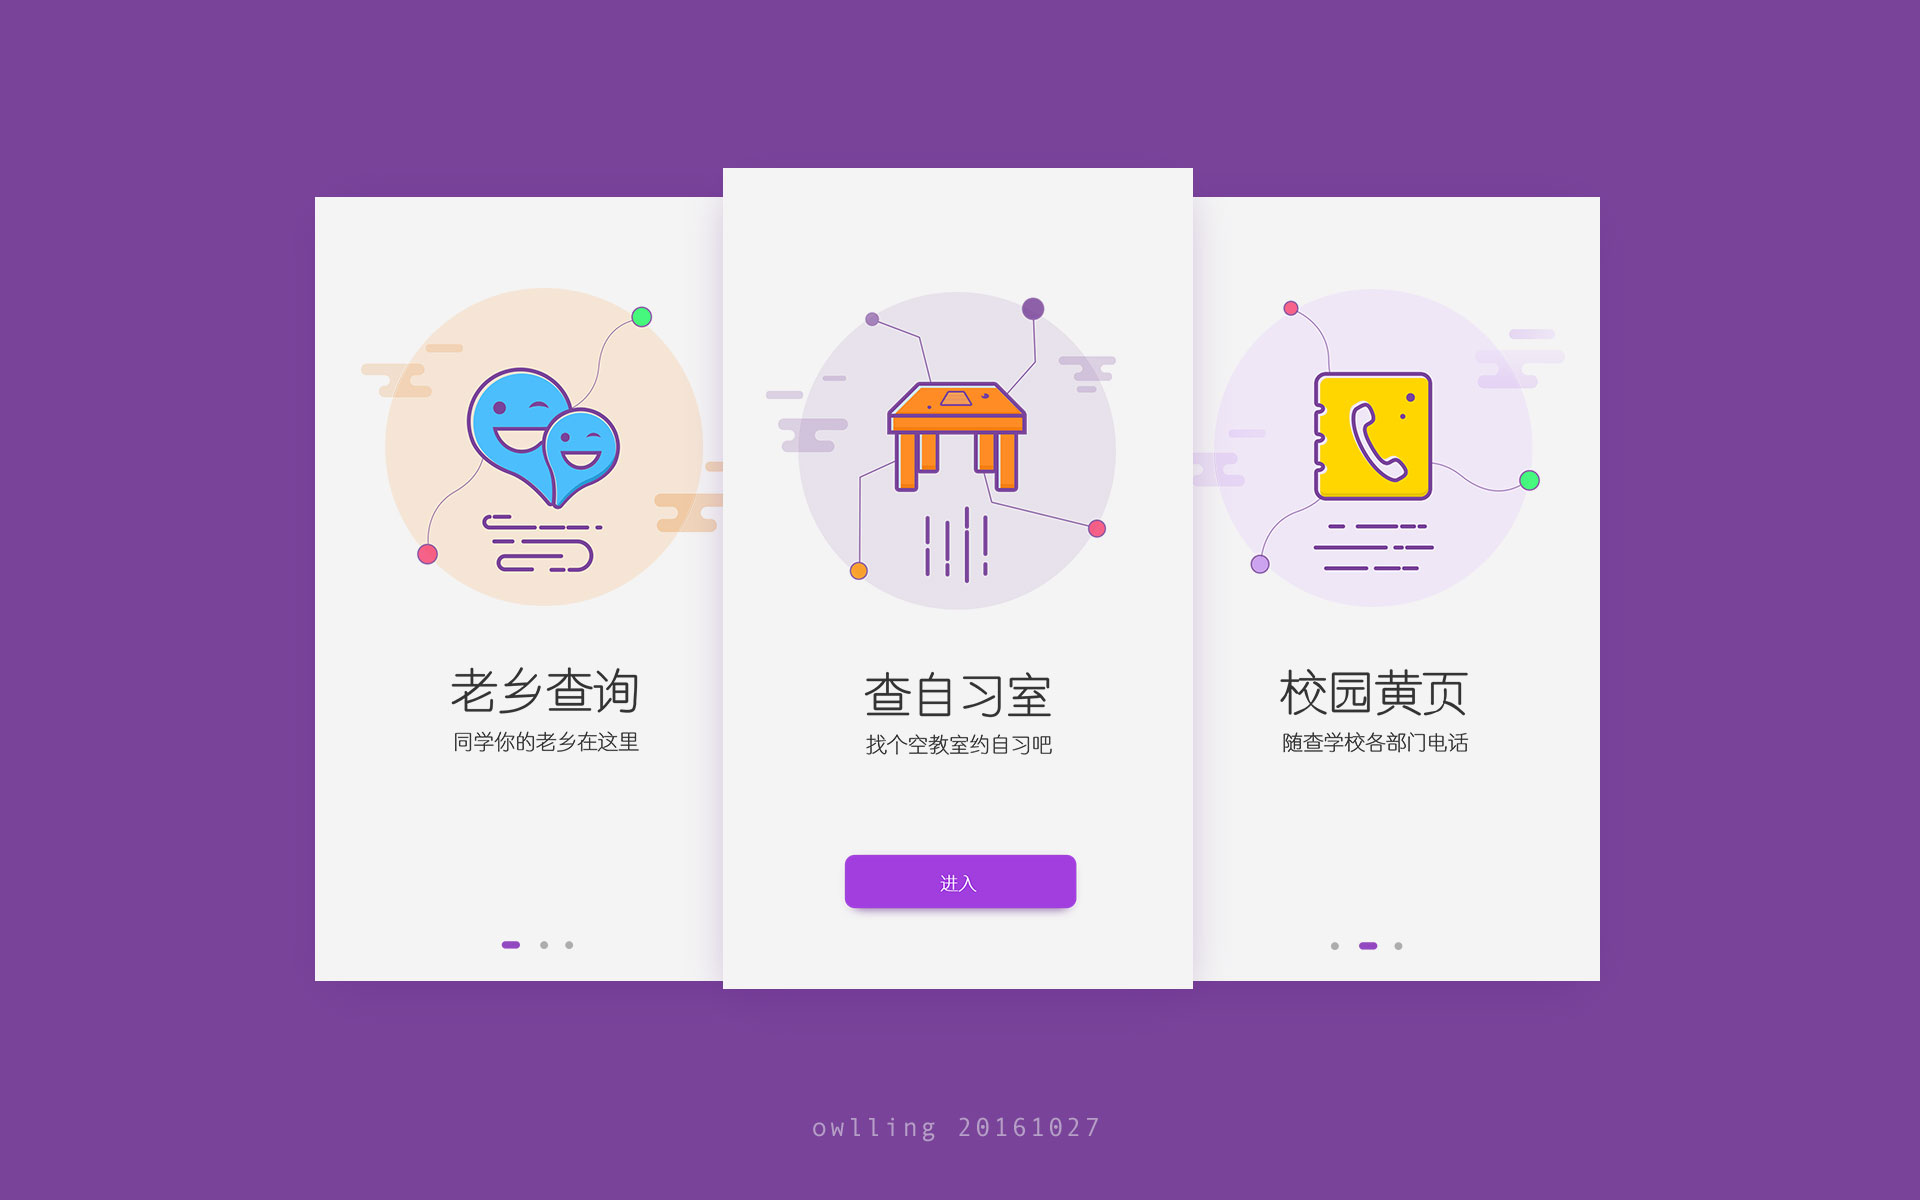 老乡查询
同学你的老乡在这里
查自习室
找个空教室约自习吧
进入
校园黄页
随查学校各部门电话
owlling 20161027